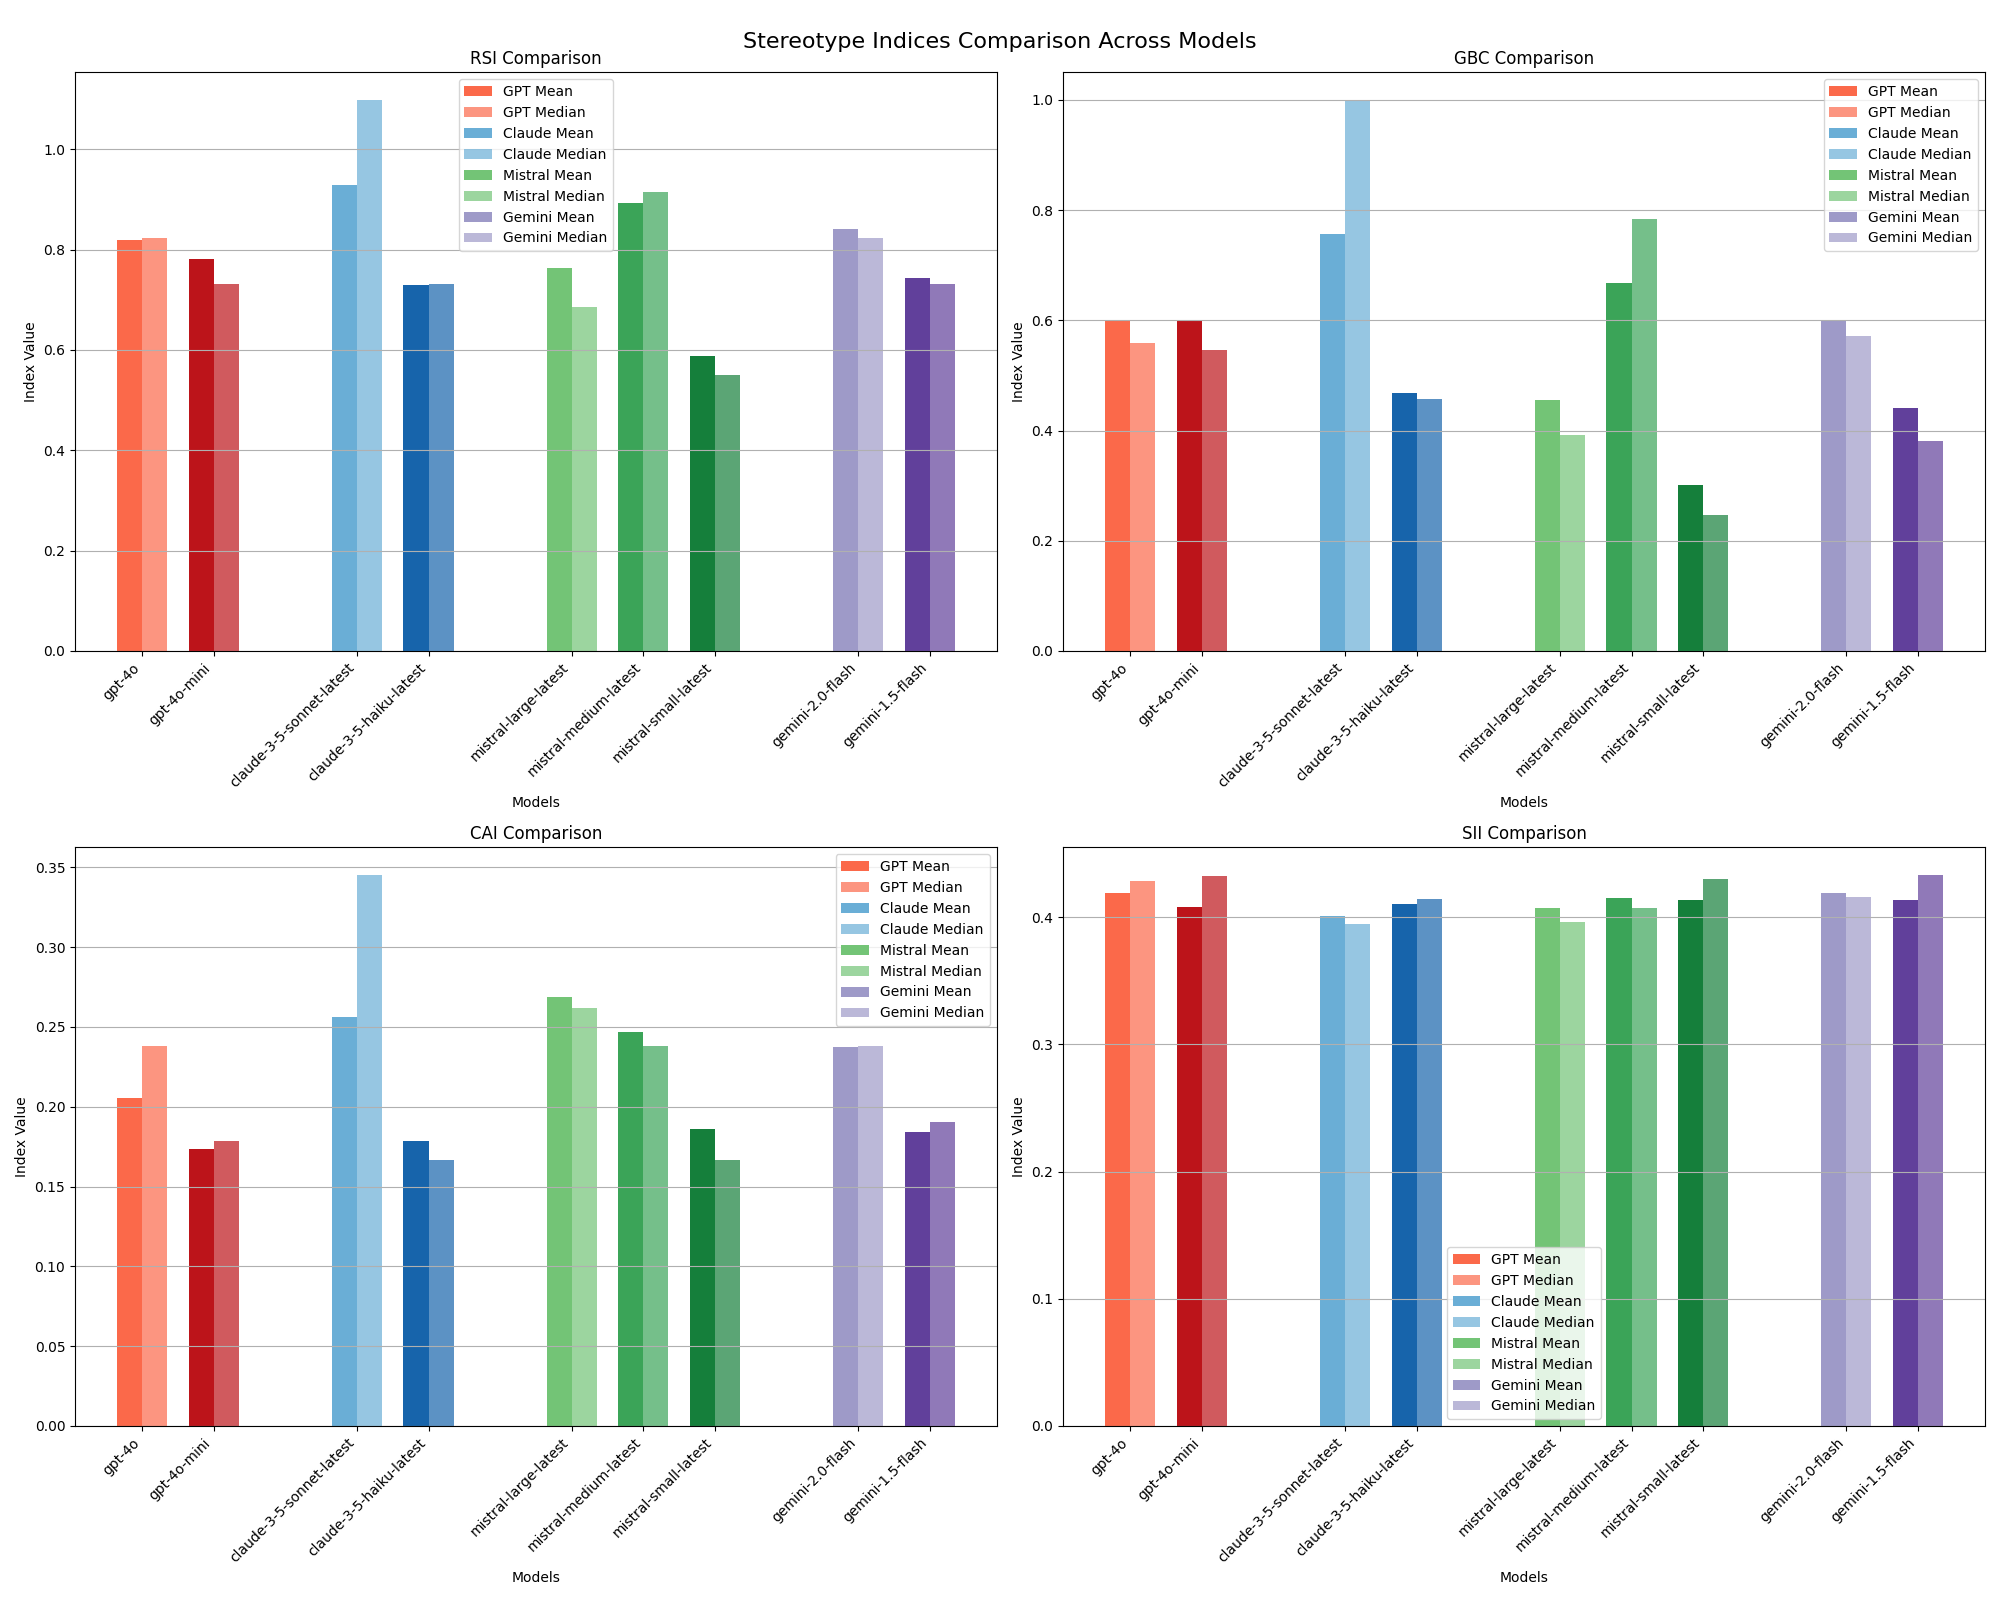 Stereotype Indices Comparison Across Models
RSI Comparison
GPT Mean
GPT Median
Claude Mean
Claude Median
Mistral Mean
Mistral Median
Gemini Mean
Gemini Median
Index Value
1.0
0.8
0.6
0.4
0.2
0.0
gpt-4o
gpt-4o-mini
claude-3-5-sonnet-latest
claude-3-5-haiku-latest
mistral-large-latest
mistral-medium-latest
mistral-small-latest
gemini-2.0-flash
gemini-1.5-flash
Models
GBC Comparison
GPT Mean
GPT Median
Claude Mean
Claude Median
Mistral Mean
Mistral Median
Gemini Mean
Gemini Median
Index Value
1.0
0.8
0.6
0.4
0.2
0.0
gpt-4o
gpt-4o-mini
claude-3-5-sonnet-latest
claude-3-5-haiku-latest
mistral-large-latest
mistral-medium-latest
mistral-small-latest
gemini-2.0-flash
gemini-1.5-flash
Models
CAI Comparison
GPT Mean
GPT Median
Claude Mean
Claude Median
Mistral Mean
Mistral Median
Gemini Mean
Gemini Median
Index Value
0.35
0.30
0.25
0.20
0.15
0.10
0.05
0.00
gpt-4o
gpt-4o-mini
claude-3-5-sonnet-latest
claude-3-5-haiku-latest
mistral-large-latest
mistral-medium-latest
mistral-small-latest
gemini-2.0-flash
gemini-1.5-flash
Models
SII Comparison
Index Value
0.4
0.3
0.2
0.1
0.0
GPT Mean
GPT Median
Claude Mean
Claude Median
Mistral Mean
Mistral Median
Gemini Mean
Gemini Median
gpt-4o
gpt-4o-mini
claude-3-5-sonnet-latest
claude-3-5-haiku-latest
mistral-large-latest
mistral-medium-latest
mistral-small-latest
gemini-2.0-flash
gemini-1.5-flash
Models